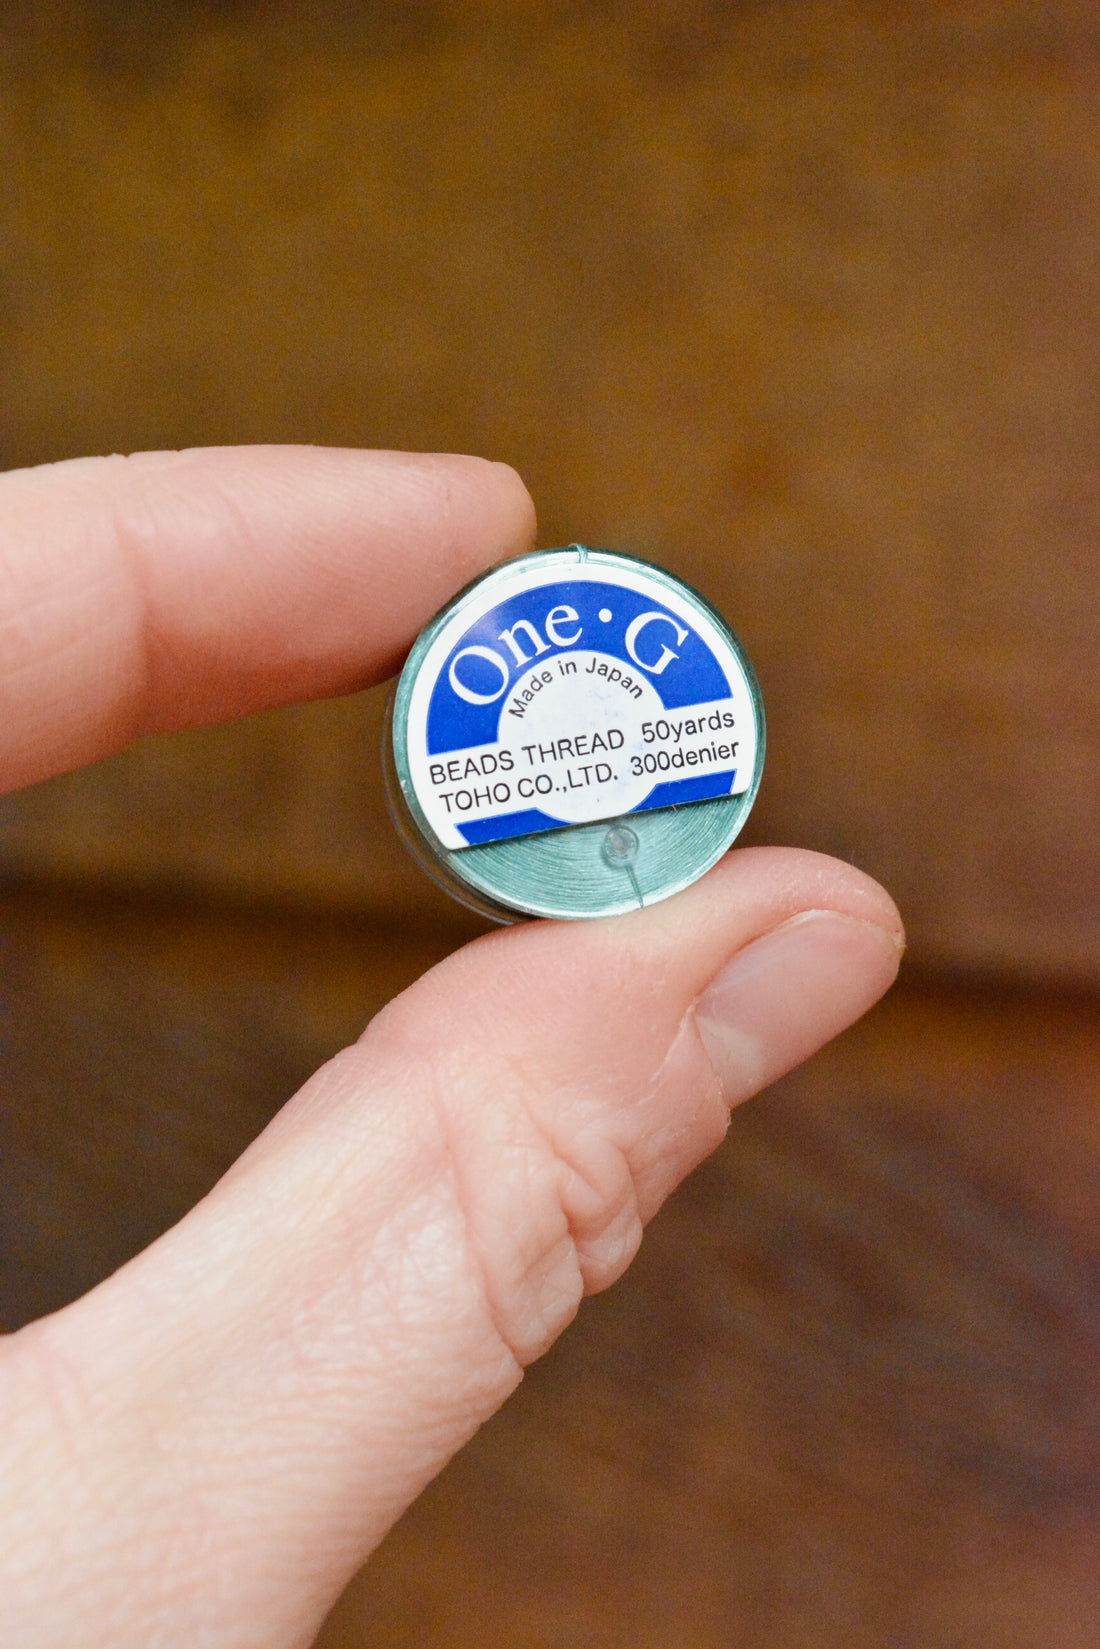 One·G
Made in Japan
BEADS THREAD 50yards
TOHO CO.,LTD. 300denier